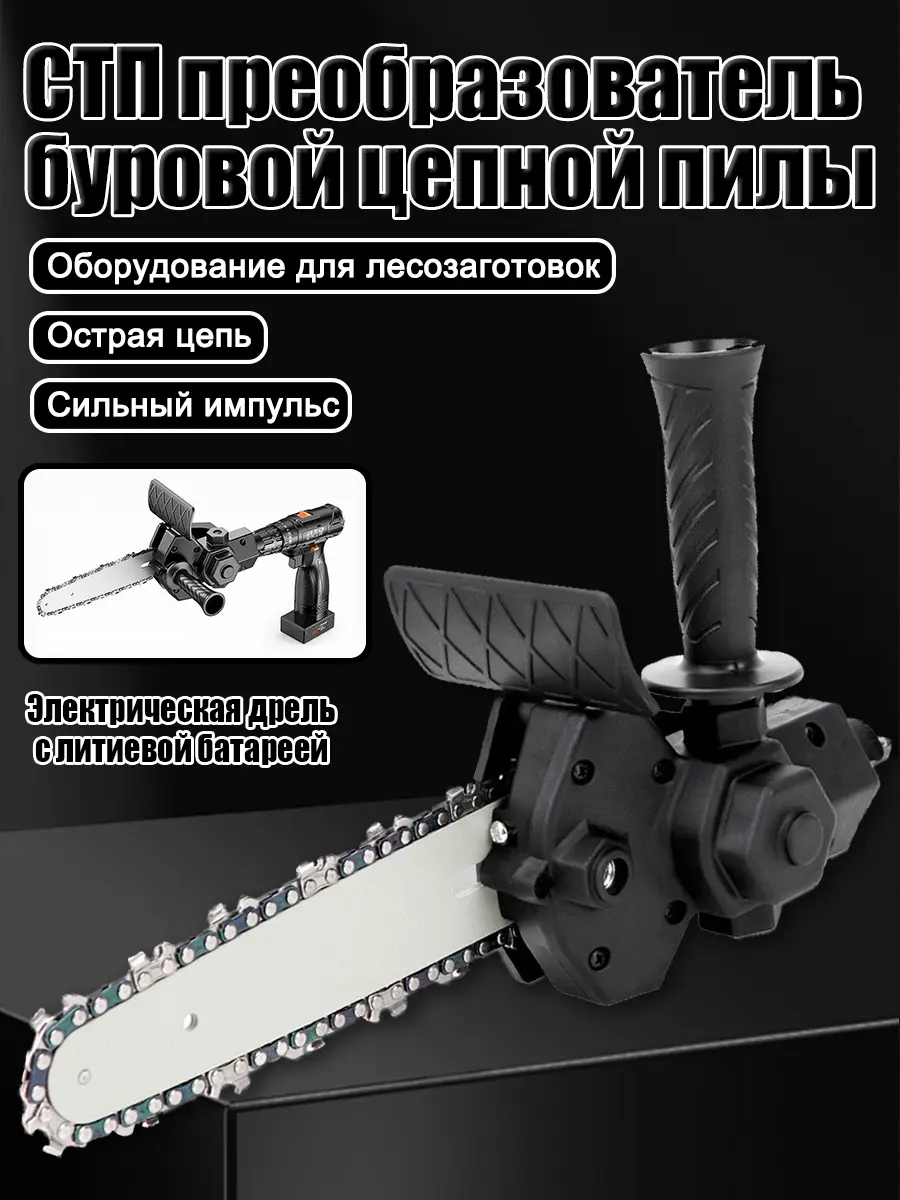 СТП преобразователь
буровой цепной пилы
Оборудование для лесозаготовок
Острая цепь
Сильный импульс
Электрическая дрель
с литиевой батареей